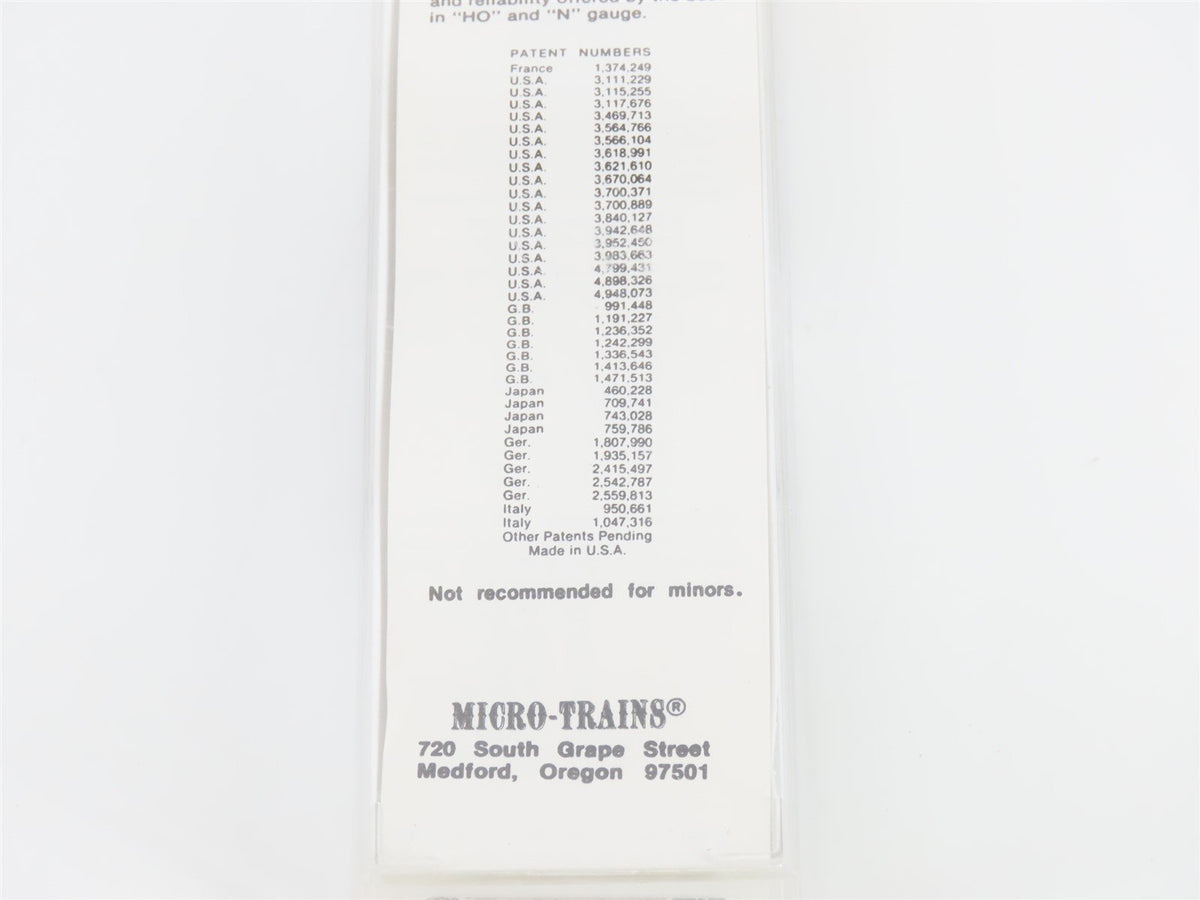 and reliability offered by the
in "HO" and "N" gauge.
PATENT NUMBERS
France 1,374,249
U.S.A. 3,111,229
U.S.A. 3,115,255
U.S.A. 3,117,676
U.S.A. 3,469,713
U.S.A. 3,564,766
U.S.A. 3,566,104
U.S.A. 3,618,991
U.S.A. 3,621,610
U.S.A. 3,670,064
U.S.A. 3,700,371
U.S.A. 3,700,889
U.S.A. 3,840,127
U.S.A. 3,942,648
U.S.A. 3,952,450
U.S.A. 3,983,663
U.S.A. 4,799,431
U.S.A. 4,898,326
U.S.A. 4,948,073
G.B. 991,448
G.B. 1,191,227
G.B. 1,236,352
G.B. 1,242,299
G.B. 1,336,543
G.B. 1,413,646
G.B. 1,471,513
Japan 460,228
Japan 709,741
Japan 743,028
Japan 759,786
Ger. 1,807,990
Ger. 1,935,157
Ger. 2,415,497
Ger. 2,542,787
Ger. 2,559,813
Italy 950,661
Italy 1,047,316
Other Patents Pending
Made in U.S.A.
Not recommended for minors.
MICRO-TRAINS®
720 South Grape Street
Medford, Oregon 97501